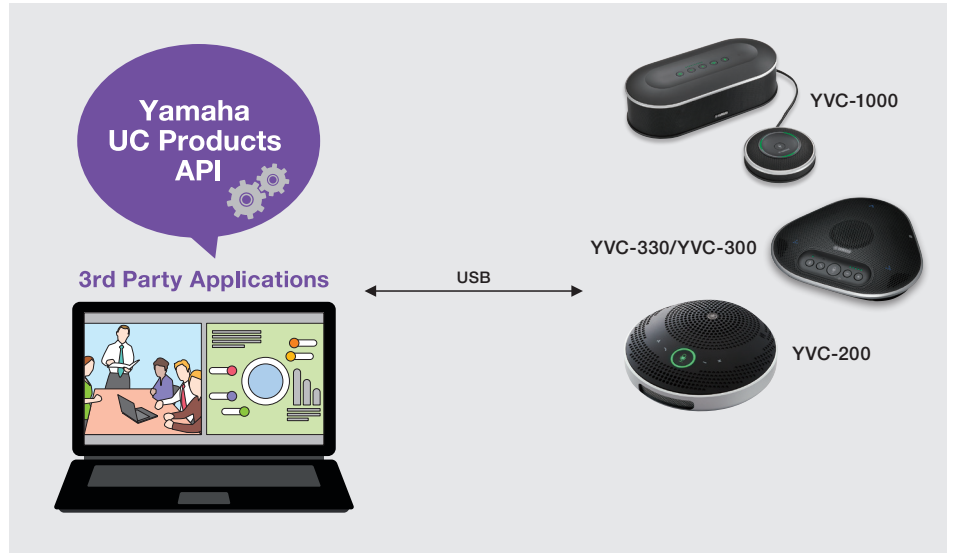 Yamaha
UC Products
API
3rd Party Applications
USB
YVC-1000
YVC-330/YVC-300
YVC-200